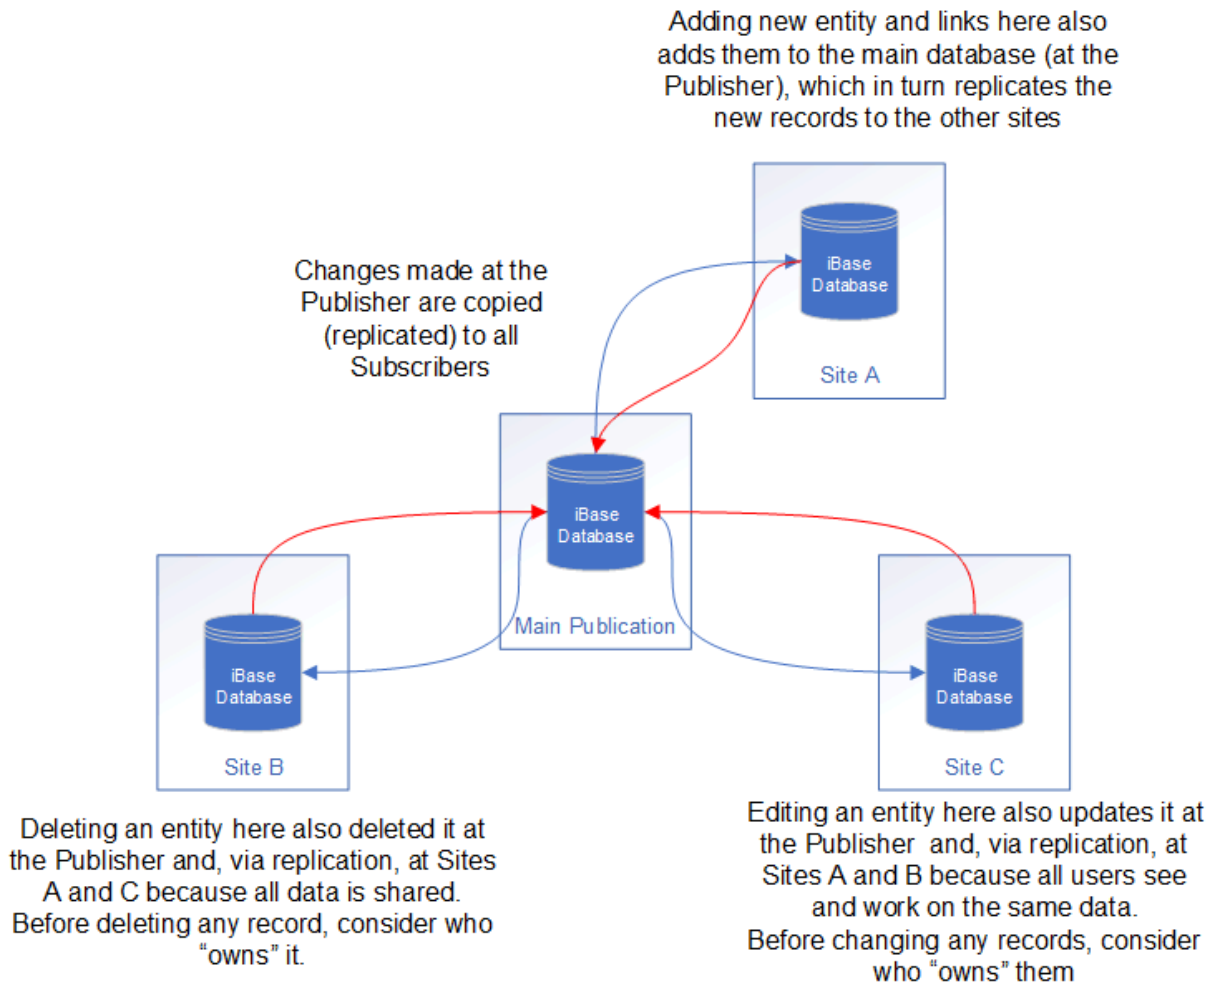 Adding new entity and links here also
adds them to the main database (at the
Publisher), which in turn replicates the
new records to the other sites
iBase
Database
Site A
Changes made at the
Publisher are copied
(replicated) to all
Subscribers
iBase
Database
Main Publication
iBase
Database
Site B
iBase
Database
Site C
Deleting an entity here also deleted it at
the Publisher and, via replication, at Sites
A and C because all data is shared.
Before deleting any record, consider who
“owns” it.
Editing an entity here also updates it at
the Publisher and, via replication, at
Sites A and B because all users see
and work on the same data.
Before changing any records, consider
who “owns” them